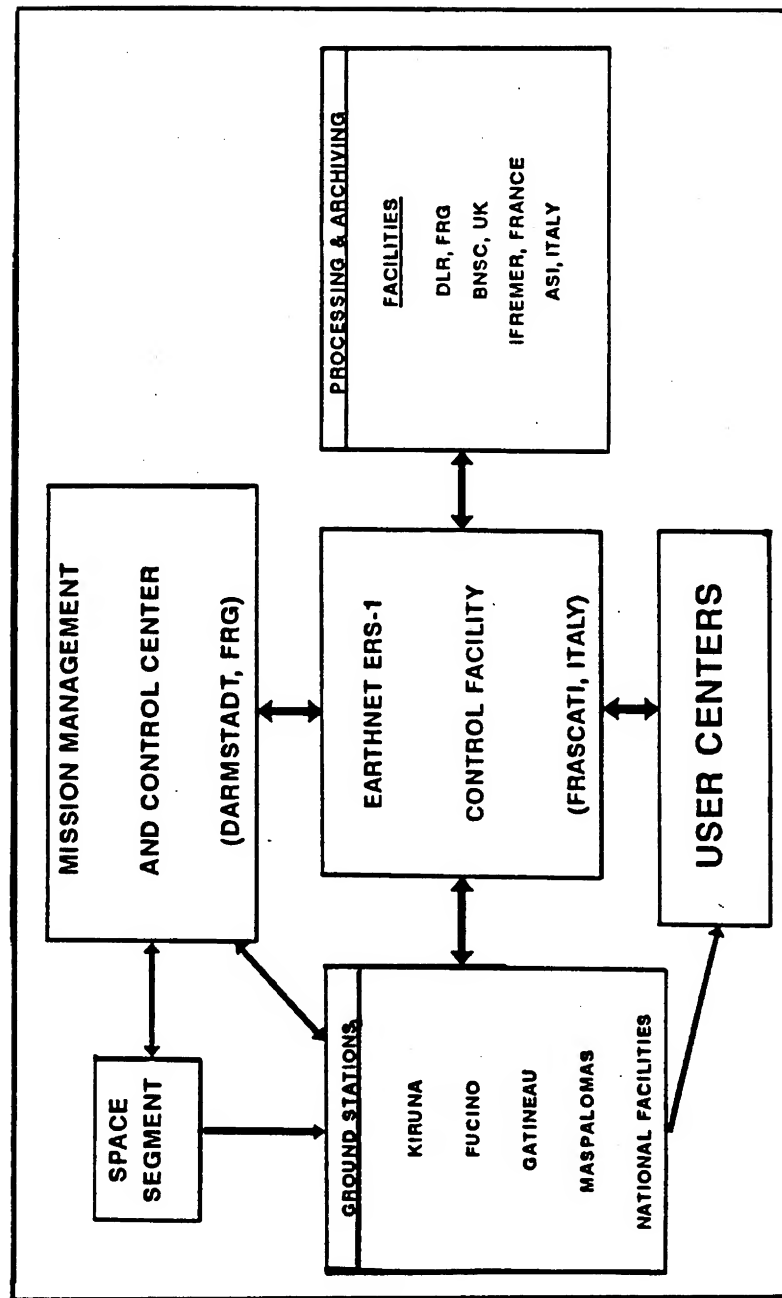 SPACE
SEGMENT
MISSION MANAGEMENT
AND CONTROL CENTER
(DARMSTADT, FRG)
GROUND STATIONS
KIRUNA
FUCINO
GATINEAU
MASPALOMAS
NATIONAL FACILITIES
EARTHNET ERS-1
CONTROL FACILITY
(FRASCATI, ITALY)
PROCESSING & ARCHIVING
FACILITIES
DLR, FRG
BNSC, UK
IFREMER, FRANCE
ASI, ITALY
USER CENTERS